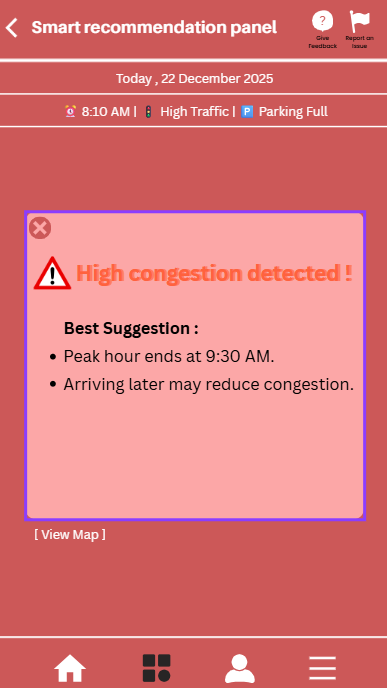 Smart recommendation panel
?
Give
Feedback
Report an
Issue
Today , 22 December 2025
8:10 AM | High Traffic | P Parking Full
High congestion detected !
Best Suggestion :
• Peak hour ends at 9:30 AM.
• Arriving later may reduce congestion.
[ View Map ]